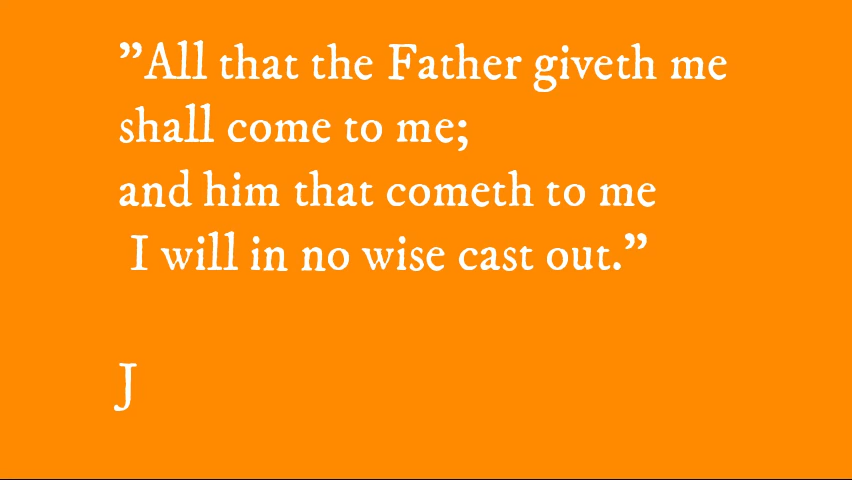 ”All that the Father giveth me
shall come to me;
and him that cometh to me
I will in no wise cast out.”
J